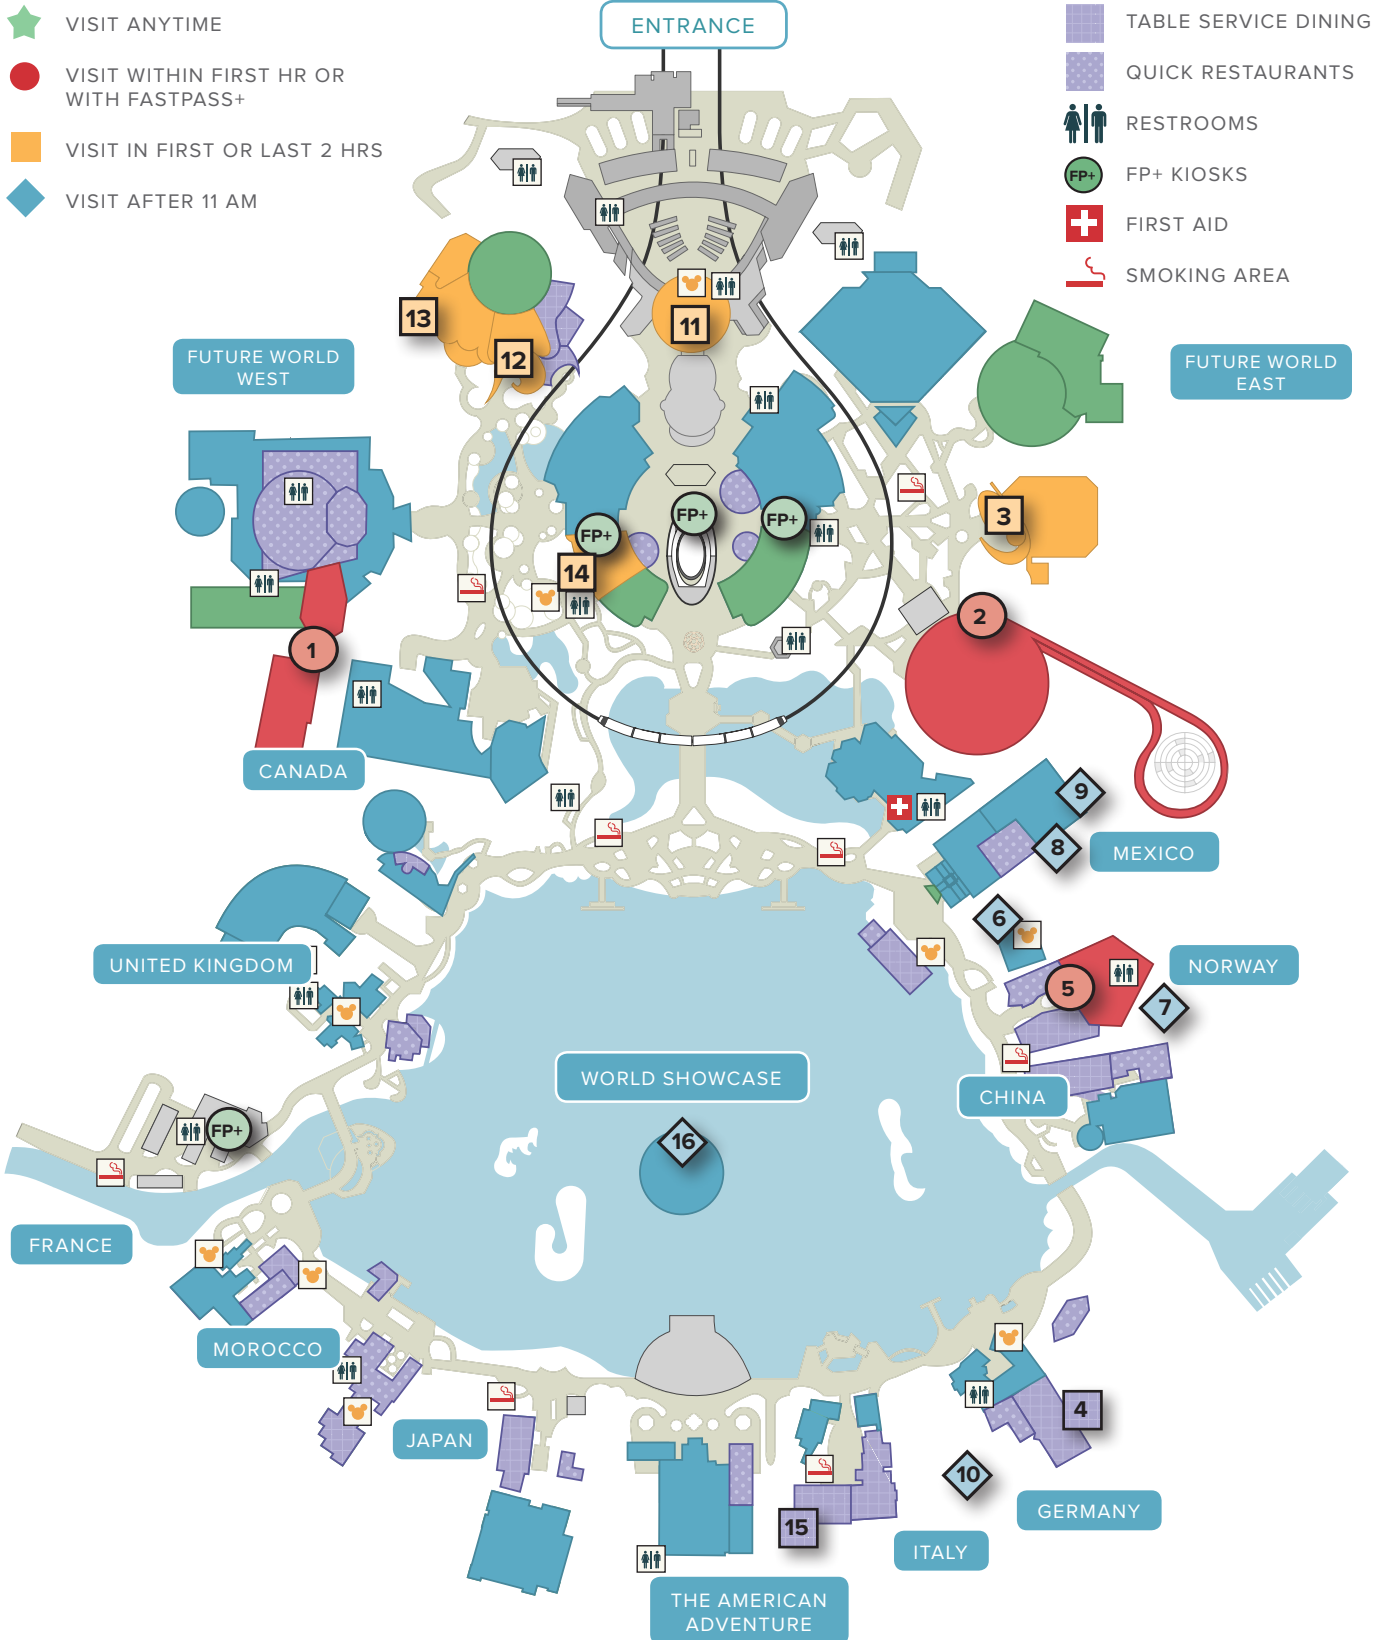 ENTRANCE
VISIT ANYTIME
VISIT WITHIN FIRST HR OR
WITH FASTPASS+
VISIT IN FIRST OR LAST 2 HRS
VISIT AFTER 11 AM
TABLE SERVICE DINING
QUICK RESTAURANTS
RESTROOMS
FP+
FP+ KIOSKS
FIRST AID
SMOKING AREA
13
11
12
FUTURE WORLD
WEST
FUTURE WORLD
EAST
FP+
FP+
FP+
3
14
2
1
CANADA
9
8
MEXICO
6
UNITED KINGDOM
NORWAY
5
7
WORLD SHOWCASE
CHINA
FP+
16
FRANCE
MOROCCO
4
JAPAN
10
GERMANY
15
ITALY
THE AMERICAN
ADVENTURE